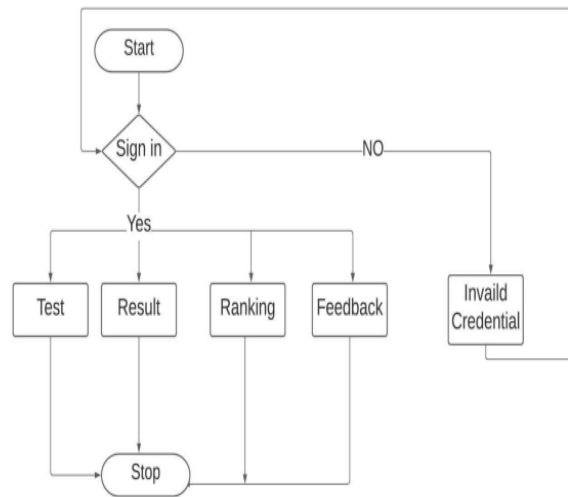 Start
Sign in
NO
Yes
Test
Result
Ranking
Feedback
Invaild
Credential
Stop